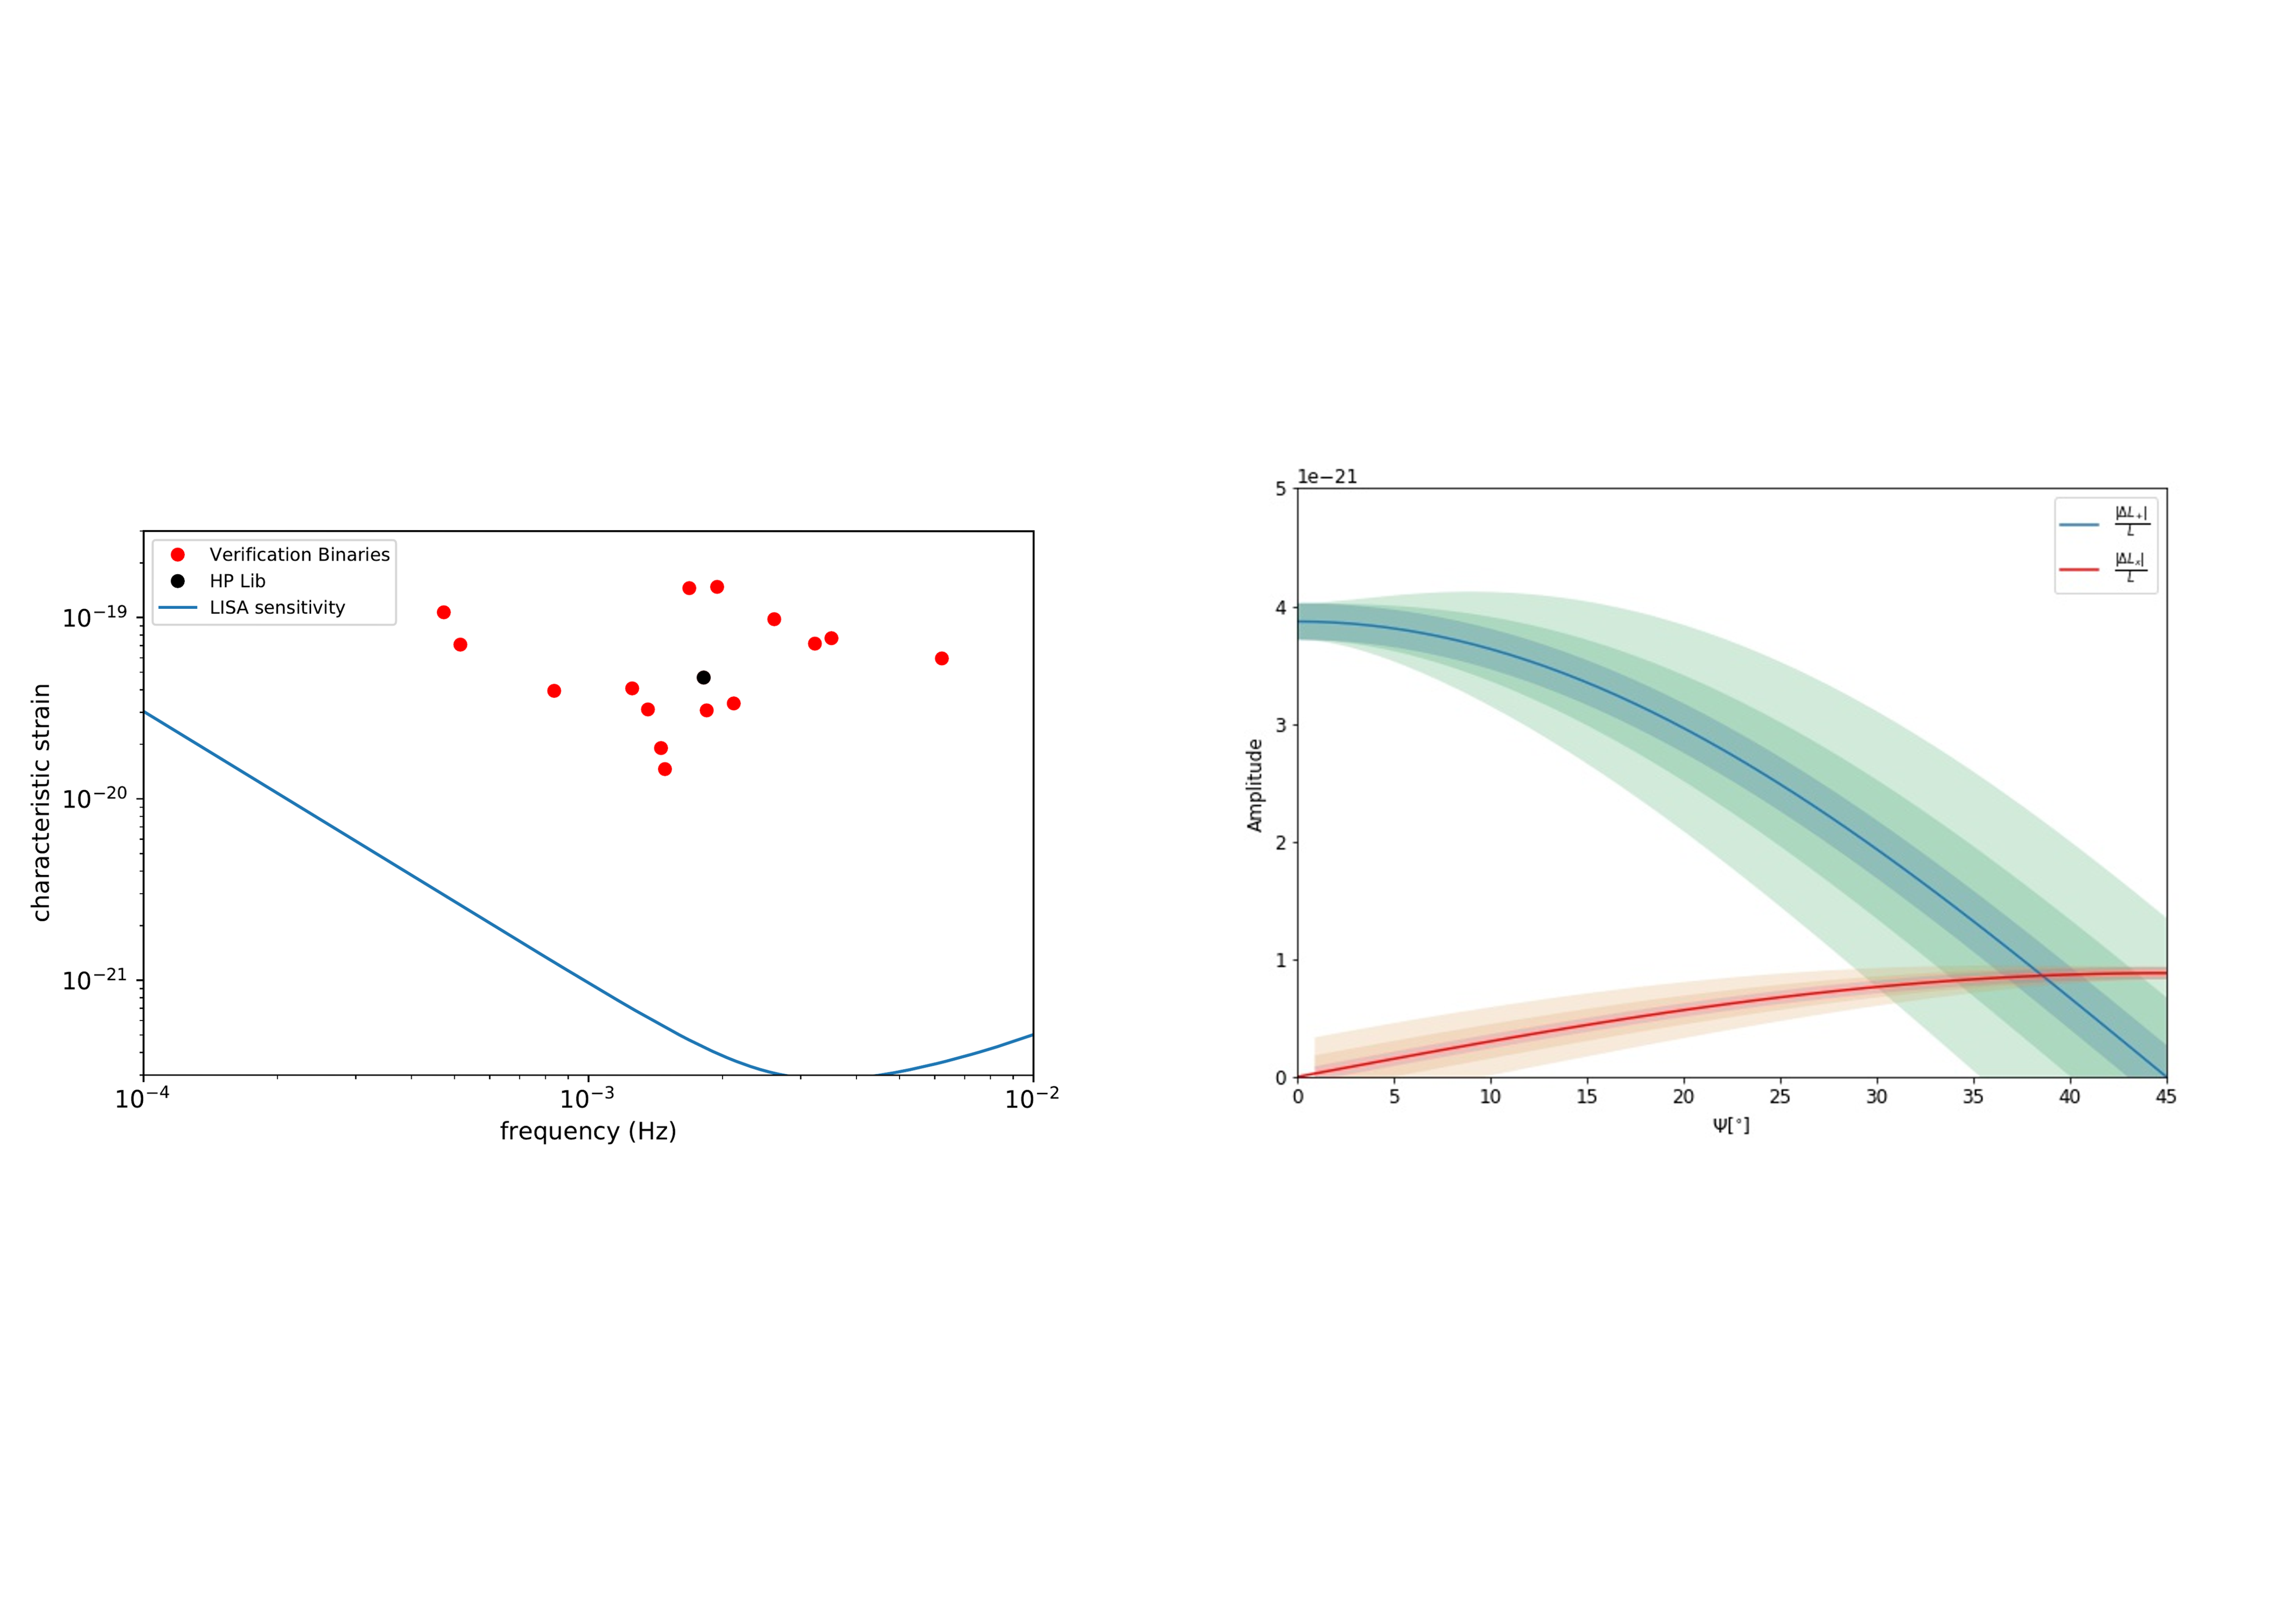 Verification Binaries
HP Lib
LISA sensitivity
10⁻¹⁹
10⁻²⁰
10⁻²¹
characteristic strain
10⁻⁴
10⁻³
10⁻²
frequency (Hz)
1e−21
5
4
3
2
1
0
Amplitude
|ΔL₊|
L
|ΔLₓ|
L
0
5
10
15
20
25
30
35
40
45
Ψ[°]